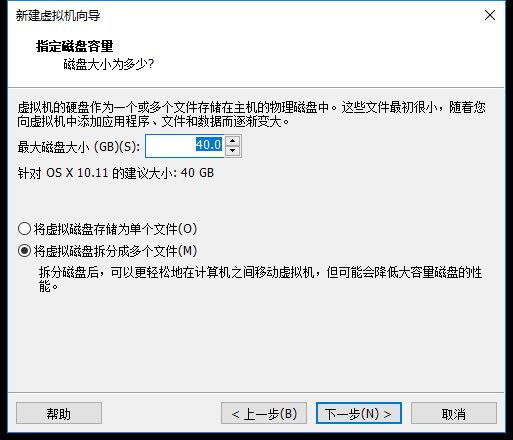 新建虚拟机向导
指定磁盘容量
磁盘大小为多少?
虚拟机的硬盘作为一个或多个文件存储在主机的物理磁盘中。这些文件最初很小，随着您
向虚拟机中添加应用程序、文件和数据而逐渐变大。
最大磁盘大小 (GB)(S): 40.0
针对 OS X 10.11 的建议大小: 40 GB
将虚拟磁盘存储为单个文件(O)
将虚拟磁盘拆分成多个文件(M)
拆分磁盘后，可以更轻松地在计算机之间移动虚拟机，但可能会降低大容量磁盘的性
能。
帮助 < 上一步(B) 下一步(N) > 取消